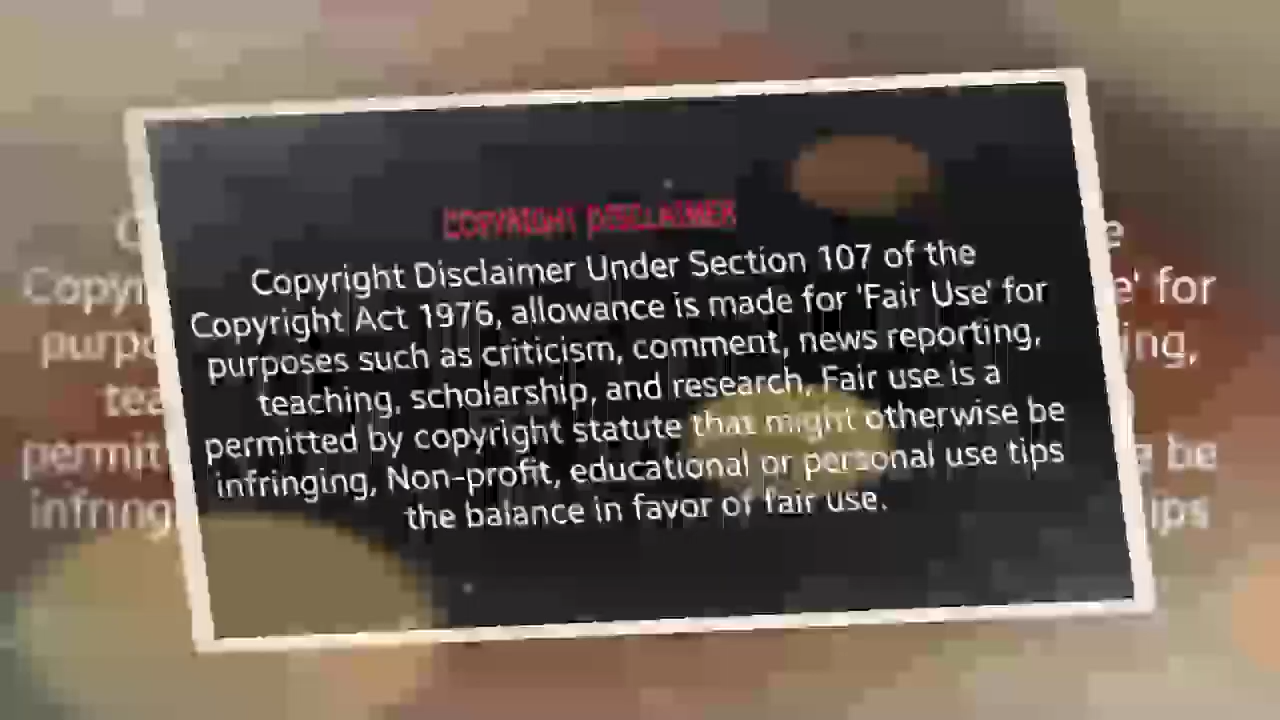 COPYRIGHT DISCLAIMER
Copyright Disclaimer Under Section 107 of the
Copyright Act 1976, allowance is made for 'Fair Use' for
purposes such as criticism, comment, news reporting,
teaching, scholarship, and research, Fair use is a
permitted by copyright statute that might otherwise be
infringing, Non-profit, educational or personal use tips
the balance in favor of fair use.